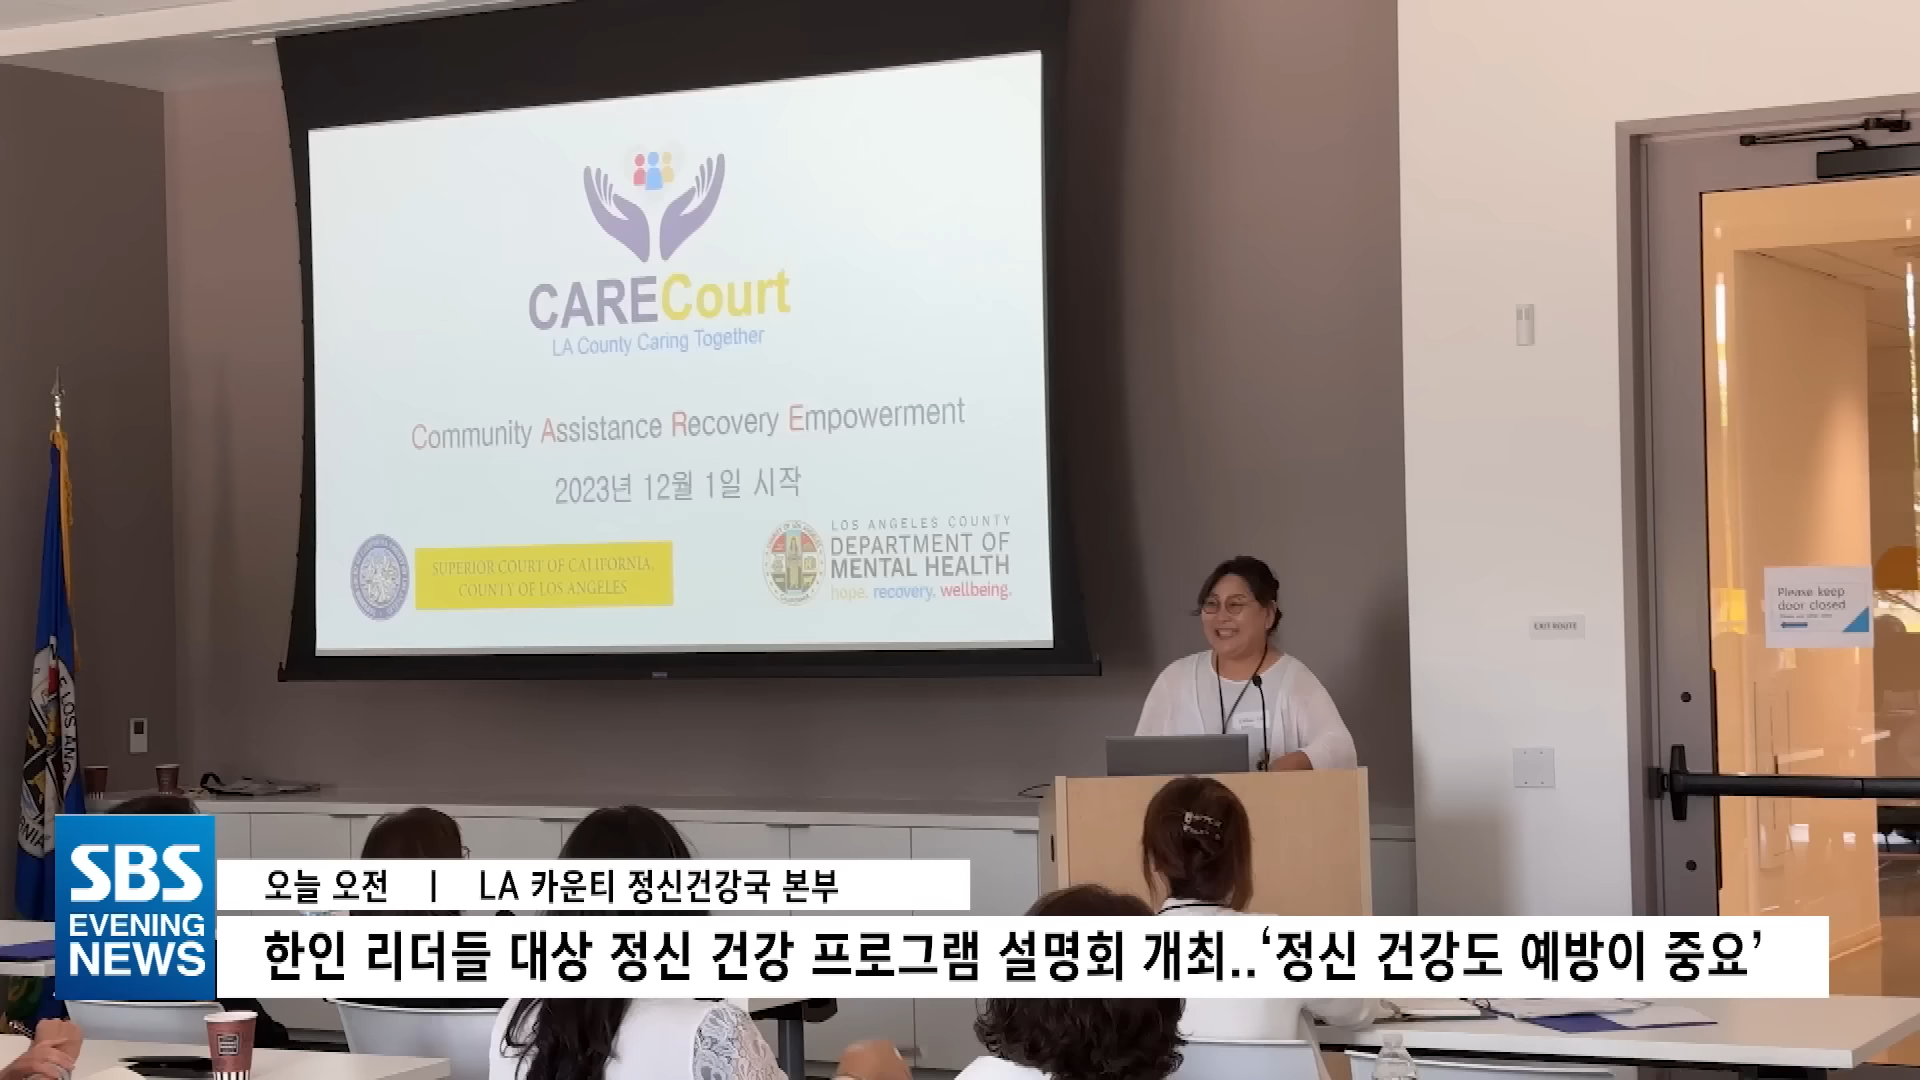 CARECourt
LA County Caring Together
Community Assistance Recovery Empowerment
2023년 12월 1일 시작
SUPERIOR COURT OF CALIFORNIA,
COUNTY OF LOS ANGELES
LOS ANGELES COUNTY
DEPARTMENT OF
MENTAL HEALTH
hope. recovery. wellbeing.
Please keep
door closed
EXIT ROUTE
SBS
EVENING
NEWS
오늘 오전 | LA 카운티 정신건강국 본부
한인 리더들 대상 정신 건강 프로그램 설명회 개최..‘정신 건강도 예방이 중요’